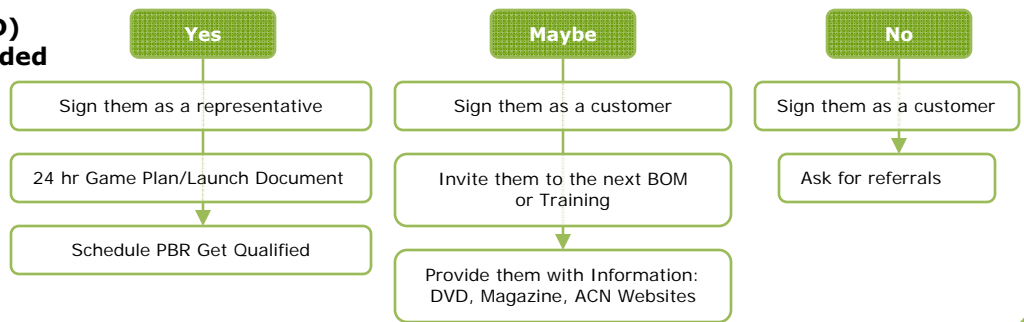 Yes
Sign them as a representative
24 hr Game Plan/Launch Document
Schedule PBR Get Qualified
Maybe
Sign them as a customer
Invite them to the next BOM
or Training
Provide them with Information:
DVD, Magazine, ACN Websites
No
Sign them as a customer
Ask for referrals